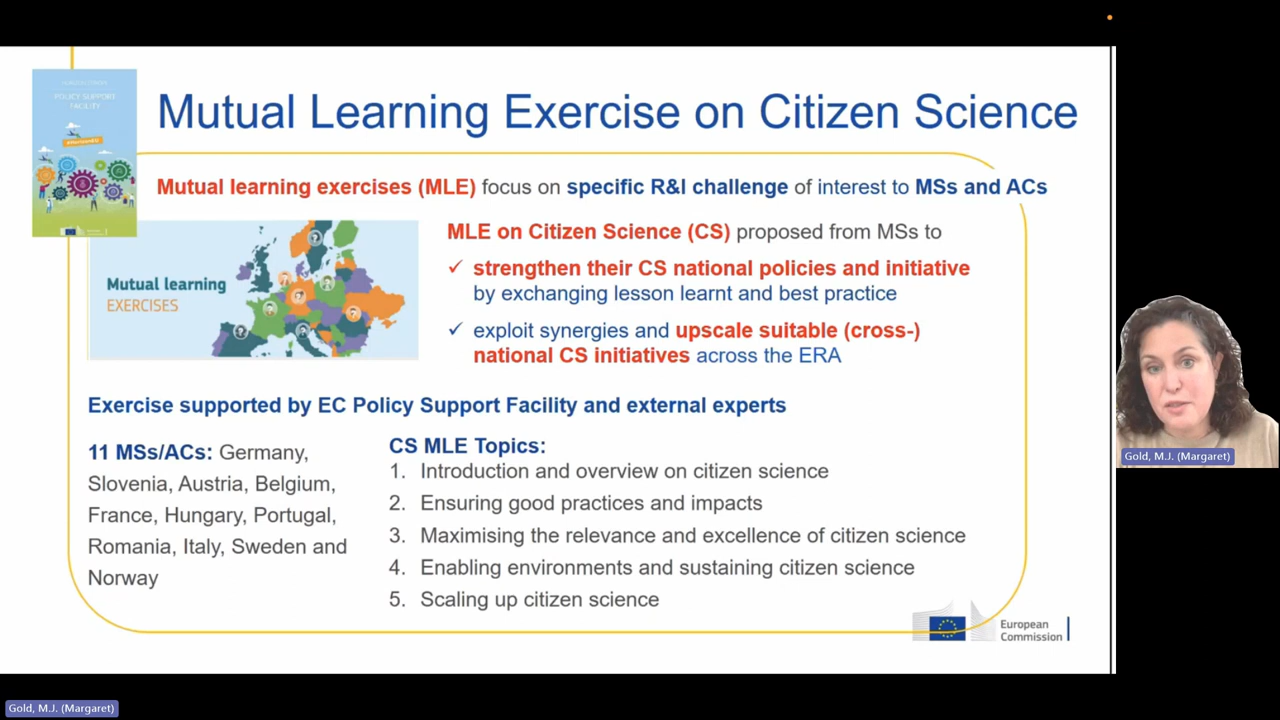 POLICY SUPPORT
FACILITY
Mutual Learning Exercise on Citizen Science
Mutual learning exercises (MLE) focus on specific R&I challenge of interest to MSs and ACs
Mutual learning
EXERCISES
MLE on Citizen Science (CS) proposed from MSs to
✓ strengthen their CS national policies and initiative
by exchanging lesson learnt and best practice
✓ exploit synergies and upscale suitable (cross-)
national CS initiatives across the ERA
Exercise supported by EC Policy Support Facility and external experts
11 MSs/ACs: Germany,
Slovenia, Austria, Belgium,
France, Hungary, Portugal,
Romania, Italy, Sweden and
Norway
CS MLE Topics:
1. Introduction and overview on citizen science
2. Ensuring good practices and impacts
3. Maximising the relevance and excellence of citizen science
4. Enabling environments and sustaining citizen science
5. Scaling up citizen science
European
Commission
Gold, M.J. (Margaret)
Gold, M.J. (Margaret)